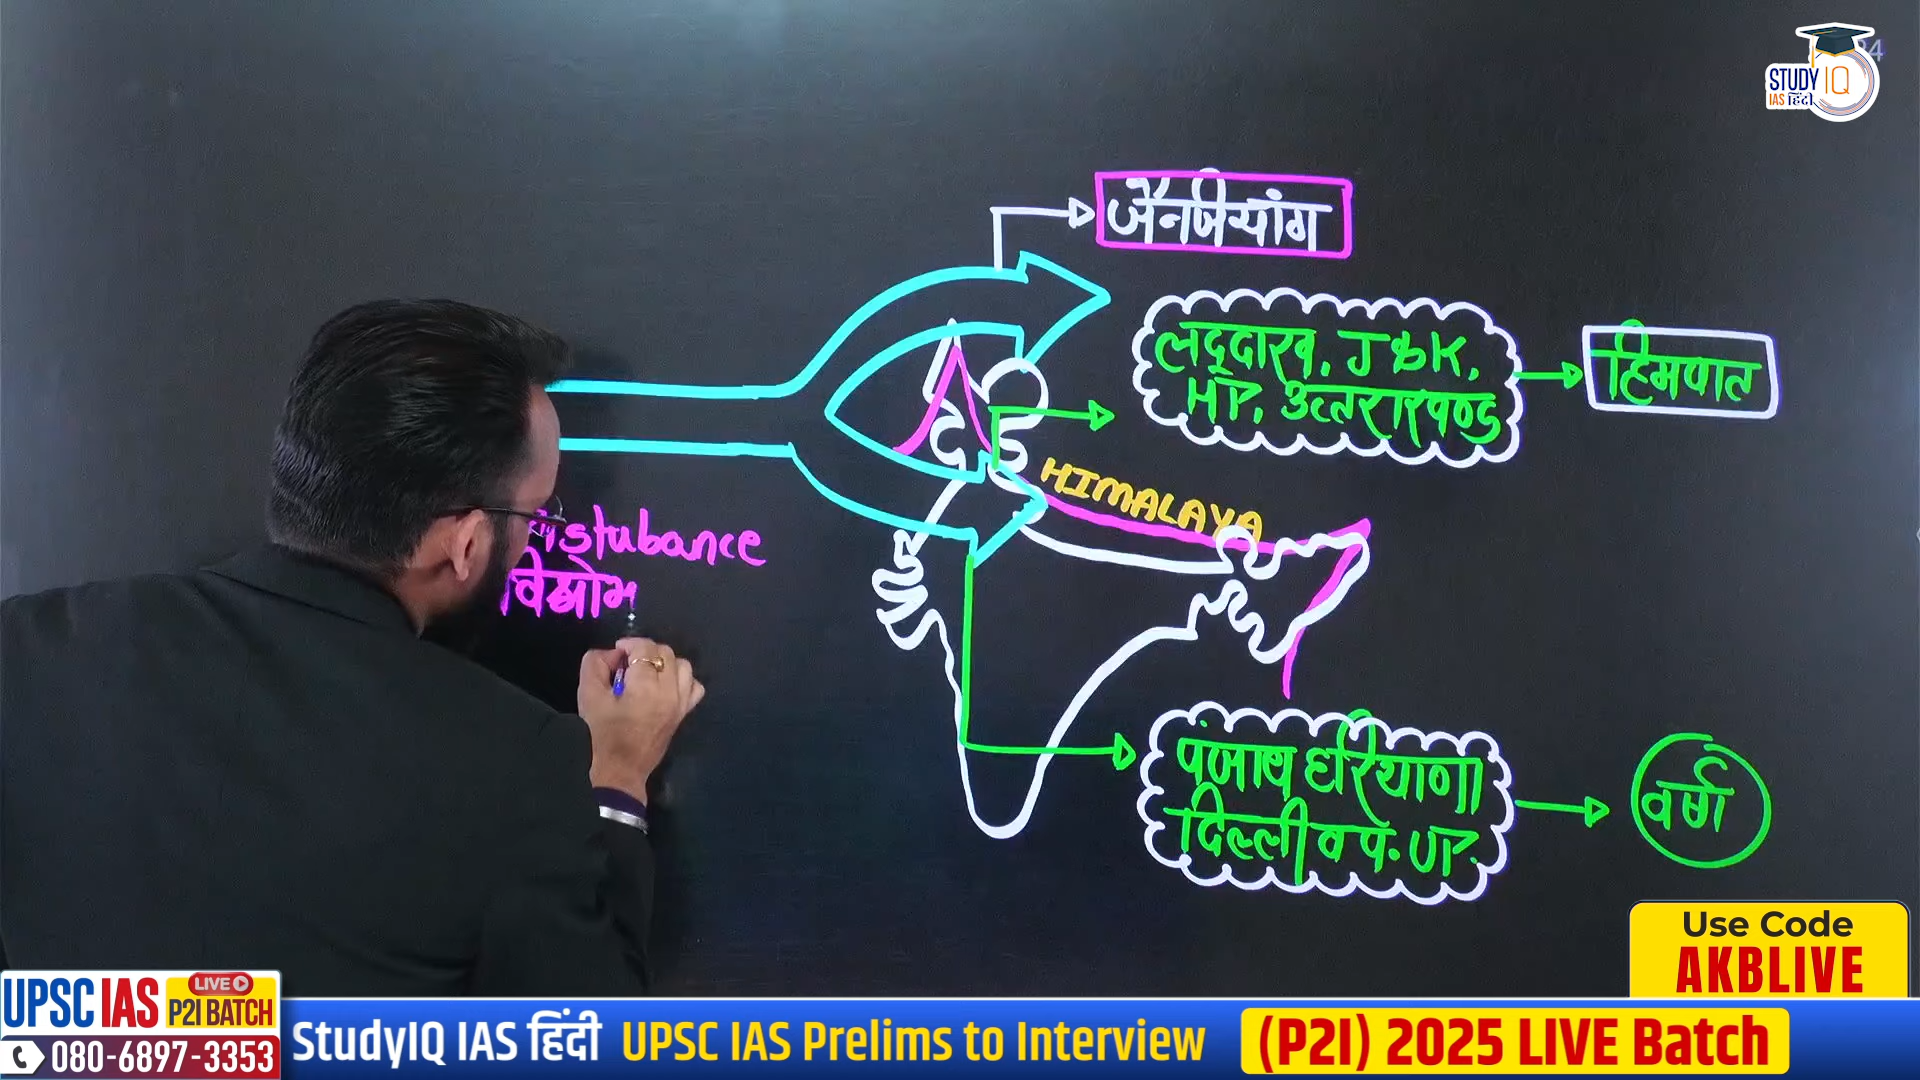 STUDY IQ
IAS हिंदी
जैनजीयांग
लद्दाख, J&K,
HP, उत्तराखण्ड
हिमपात
HIMALAYA
istubance
विक्षोभ
पंजाब हरियाणा
दिल्ली व प. UP.
वर्षा
Use Code
AKBLIVE
UPSC IAS
LIVE
P2I BATCH
080-6897-3353
StudyIQ IAS हिंदी UPSC IAS Prelims to Interview (P2I) 2025 LIVE Batch